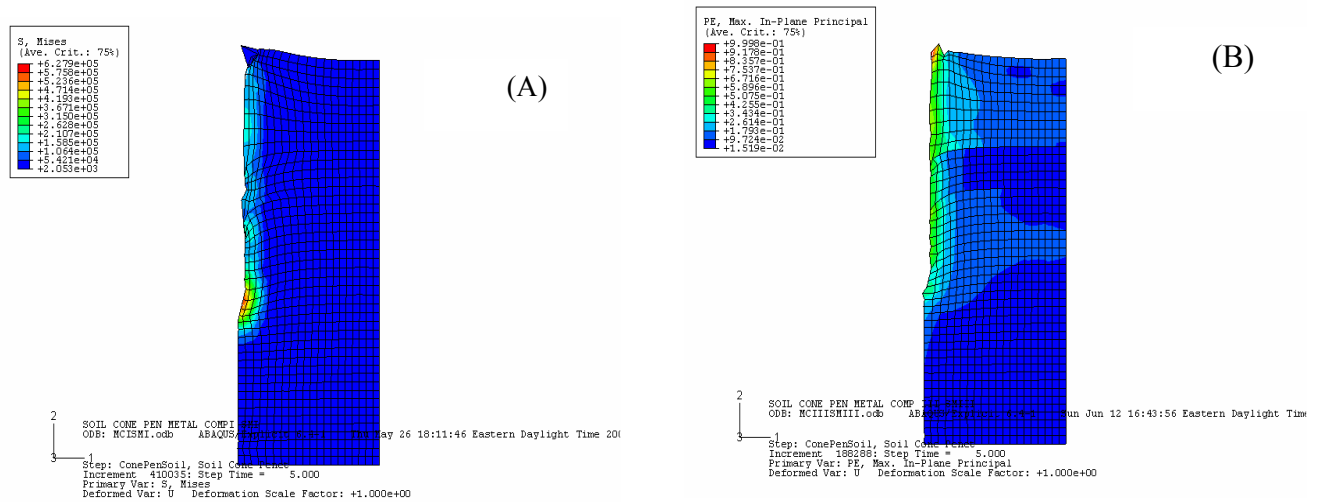 S, Mises
(Ave. Crit.: 75%)
+6.279e+05
+5.758e+05
+5.236e+05
+4.714e+05
+4.193e+05
+3.671e+05
+3.150e+05
+2.628e+05
+2.107e+05
+1.585e+05
+1.064e+05
+5.421e+04
+2.053e+03
(A)
2
3
1
SOIL CONE PEN METAL COMP
ODB: MCISMI.odb ABAQUS/ May 26 18:11:46 Eastern Daylight Time 200
Step: ConePenSoil, Soil Cone
Increment 410035: Step Time = 5.000
Primary Var: S, Mises
Deformed Var: U Deformation Scale Factor: +1.000e+00
PE, Max. In-Plane Principal
(Ave. Crit.: 75%)
+9.998e-01
+9.178e-01
+8.357e-01
+7.537e-01
+6.716e-01
+5.896e-01
+5.075e-01
+4.255e-01
+3.434e-01
+2.614e-01
+1.793e-01
+9.724e-02
+1.519e-02
(B)
2
3
1
SOIL CONE PEN METAL COMP
ODB: MCIIISMIII.odb Jun 12 16:43:56 Eastern Daylight Time
Step: ConePenSoil, Soil Cone
Increment 188288: Step Time = 5.000
Primary Var: PE, Max. In-Plane Principal
Deformed Var: U Deformation Scale Factor: +1.000e+00